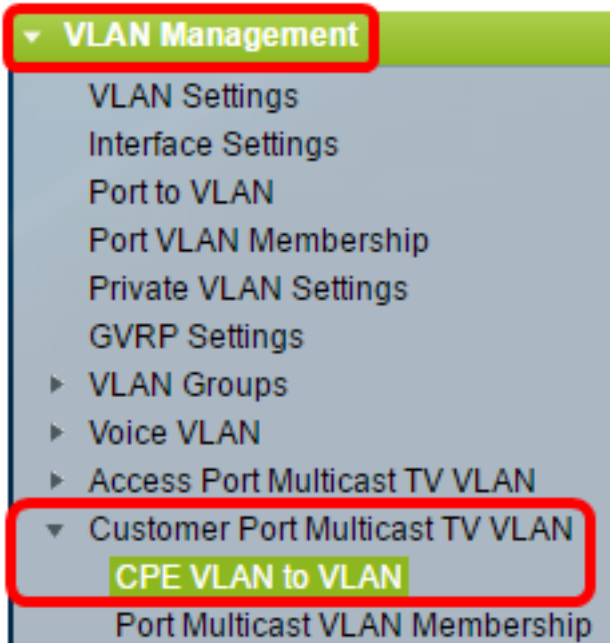 VLAN Management
VLAN Settings
Interface Settings
Port to VLAN
Port VLAN Membership
Private VLAN Settings
GVRP Settings
VLAN Groups
Voice VLAN
Access Port Multicast TV VLAN
Customer Port Multicast TV VLAN
CPE VLAN to VLAN
Port Multicast VLAN Membership